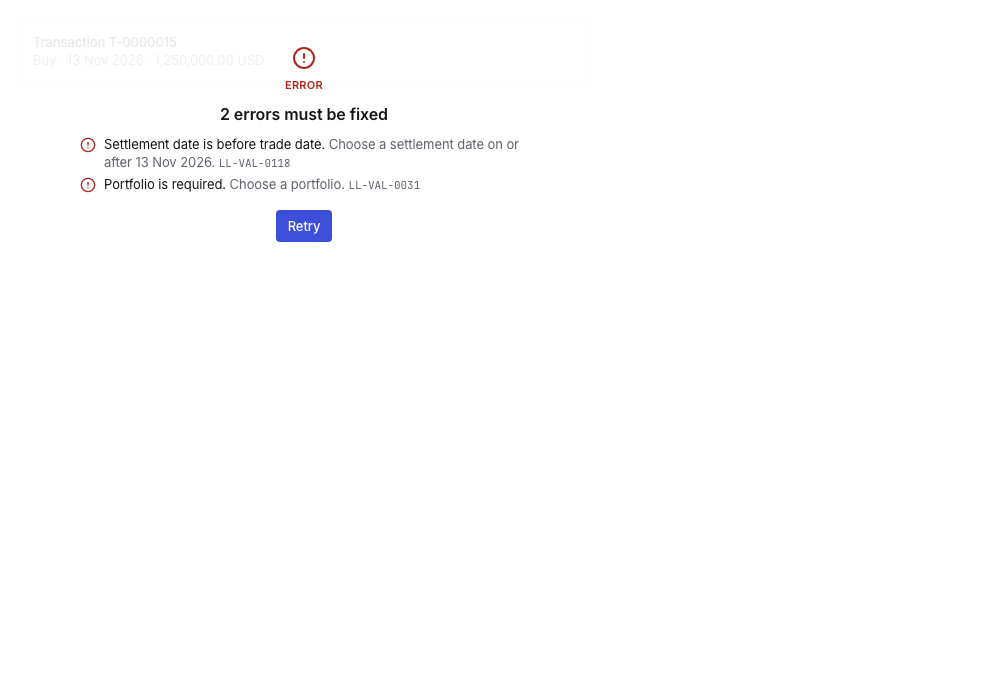 Transaction T-0000015
Buy · 13 Nov 2026 · 1,250,000.00 USD
ERROR
2 errors must be fixed
Settlement date is before trade date. Choose a settlement date on or
after 13 Nov 2026. LL-VAL-0118
Portfolio is required. Choose a portfolio. LL-VAL-0031
Retry